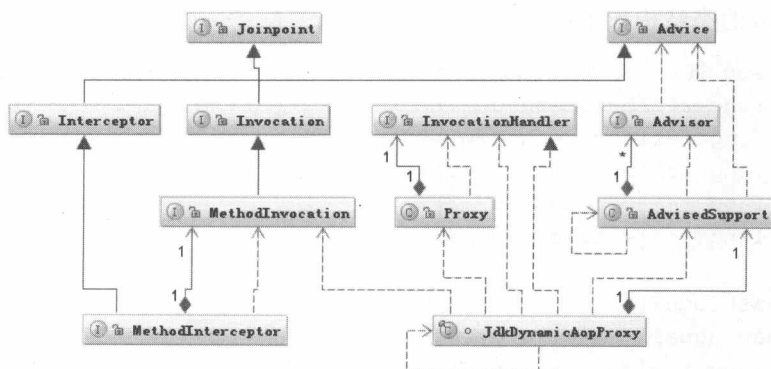 I Joinpoint
I Advice
I Interceptor
I Invocation
I InvocationHandler
I Advisor
1
1
*
1
I MethodInvocation
C Proxy
C AdvisedSupport
1
1
1
1
I MethodInterceptor
C JdkDynamicAopProxy